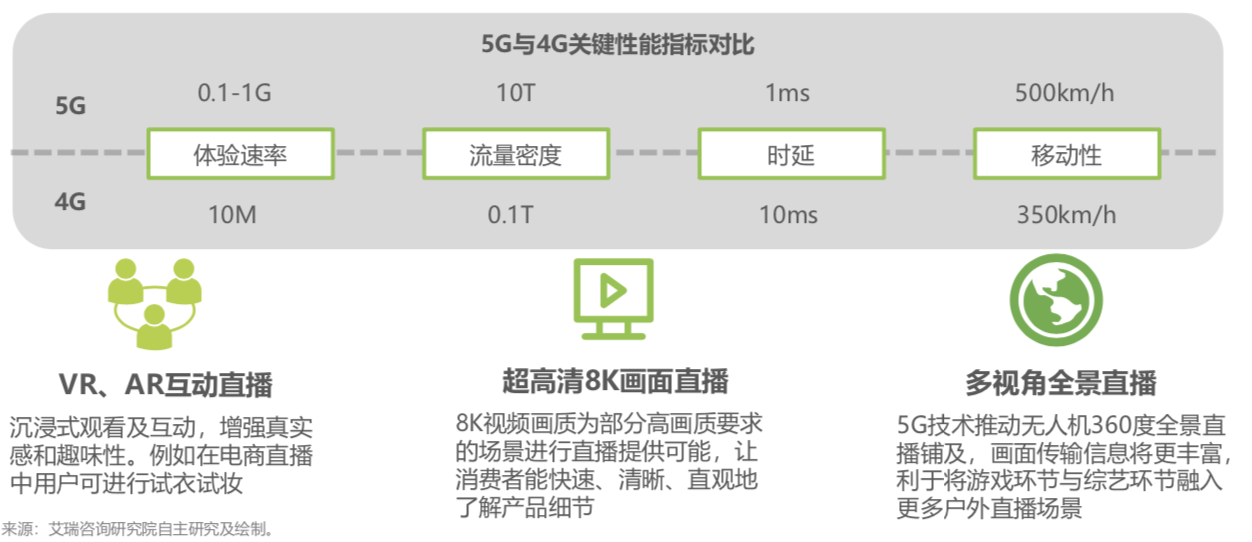 5G与4G关键性能指标对比
5G
0.1-1G
10T
1ms
500km/h
体验速率
流量密度
时延
移动性
4G
10M
0.1T
10ms
350km/h
VR、AR互动直播
沉浸式观看及互动，增强真实
感和趣味性。例如在电商直播
中用户可进行试衣试妆
超高清8K画面直播
8K视频画质为部分高画质要求
的场景进行直播提供可能，让
消费者能快速、清晰、直观地
了解产品细节
多视角全景直播
5G技术推动无人机360度全景直
播铺及，画面传输信息将更丰富，
利于将游戏环节与综艺环节融入
更多户外直播场景
来源：艾瑞咨询研究院自主研究及绘制。